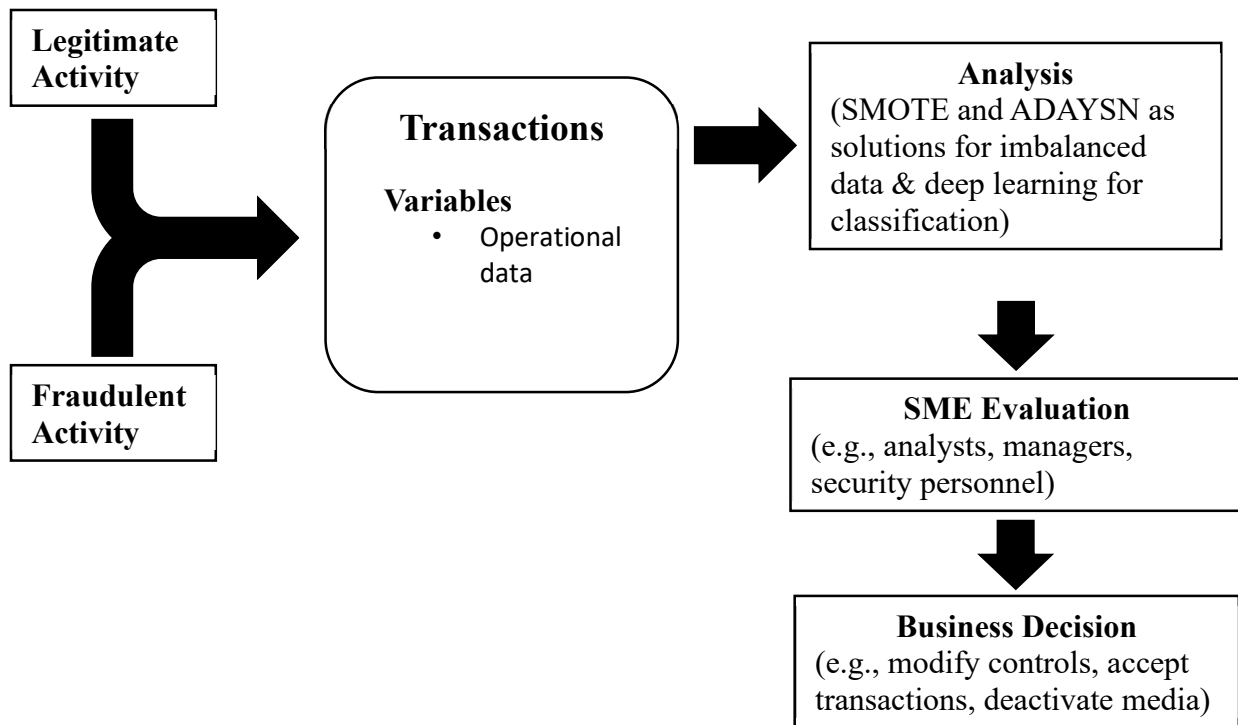 Legitimate
Activity
Fraudulent
Activity
Transactions
Variables
• Operational
data
Analysis
(SMOTE and ADAYSN as
solutions for imbalanced
data & deep learning for
classification)
SME Evaluation
(e.g., analysts, managers,
security personnel)
Business Decision
(e.g., modify controls, accept
transactions, deactivate media)